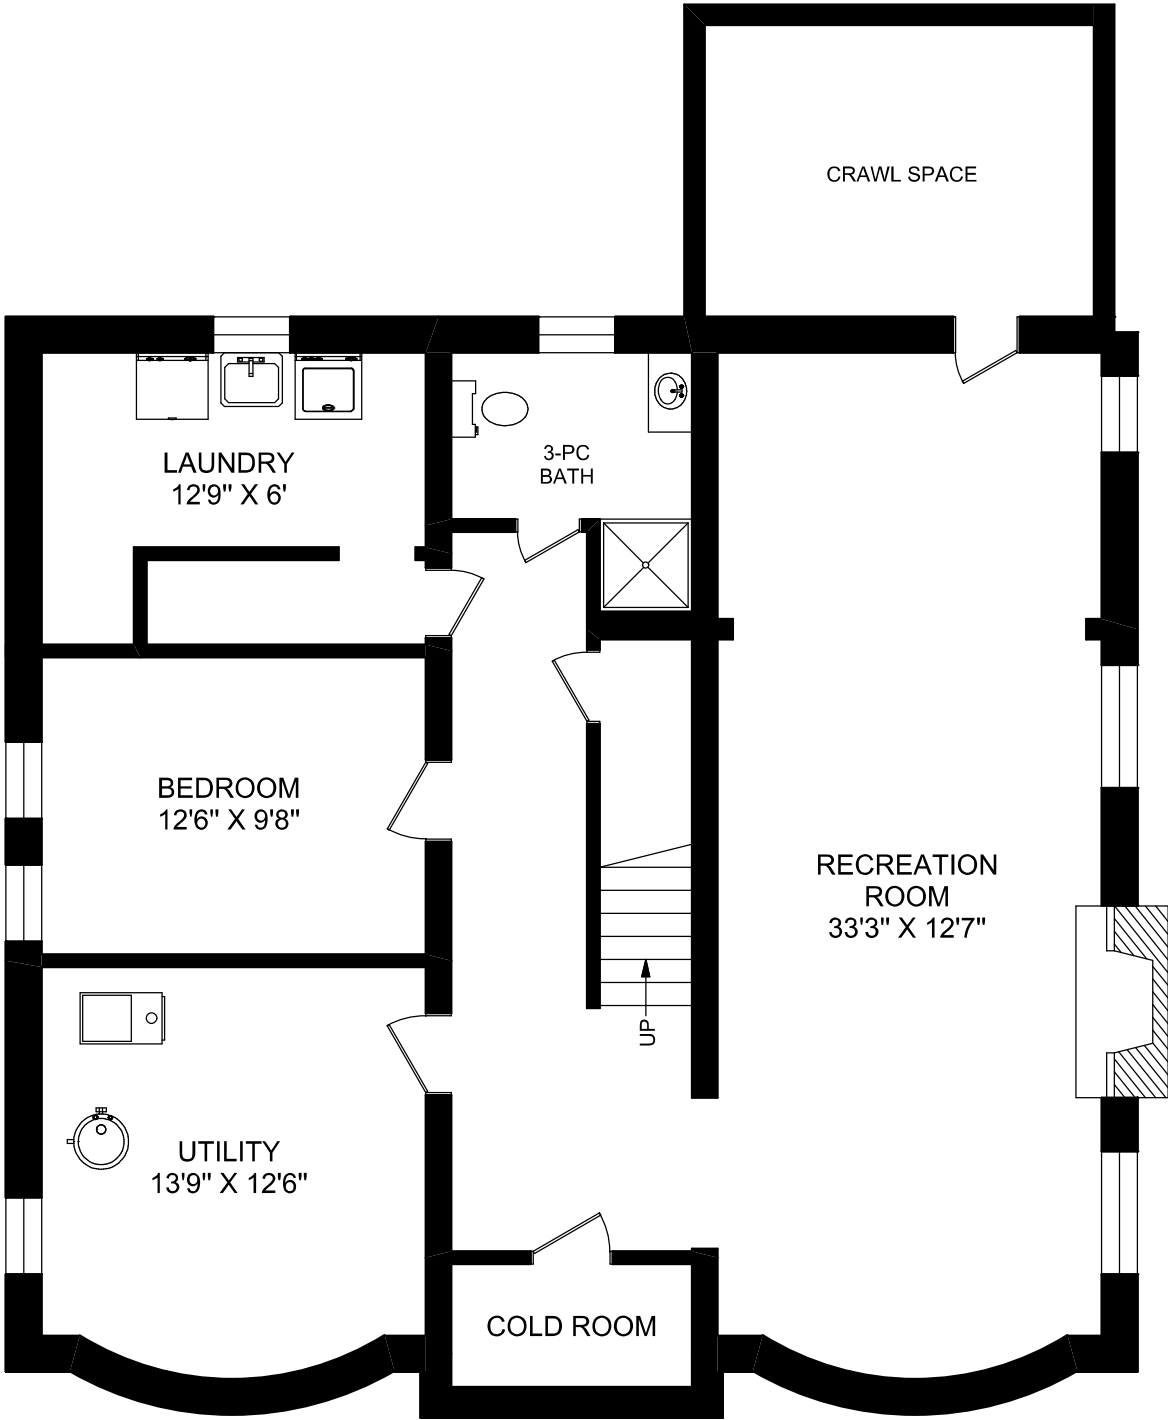 CRAWL SPACE
LAUNDRY
12'9" X 6'
3-PC
BATH
BEDROOM
12'6" X 9'8"
RECREATION
ROOM
33'3" X 12'7"
UP
UTILITY
13'9" X 12'6"
COLD ROOM